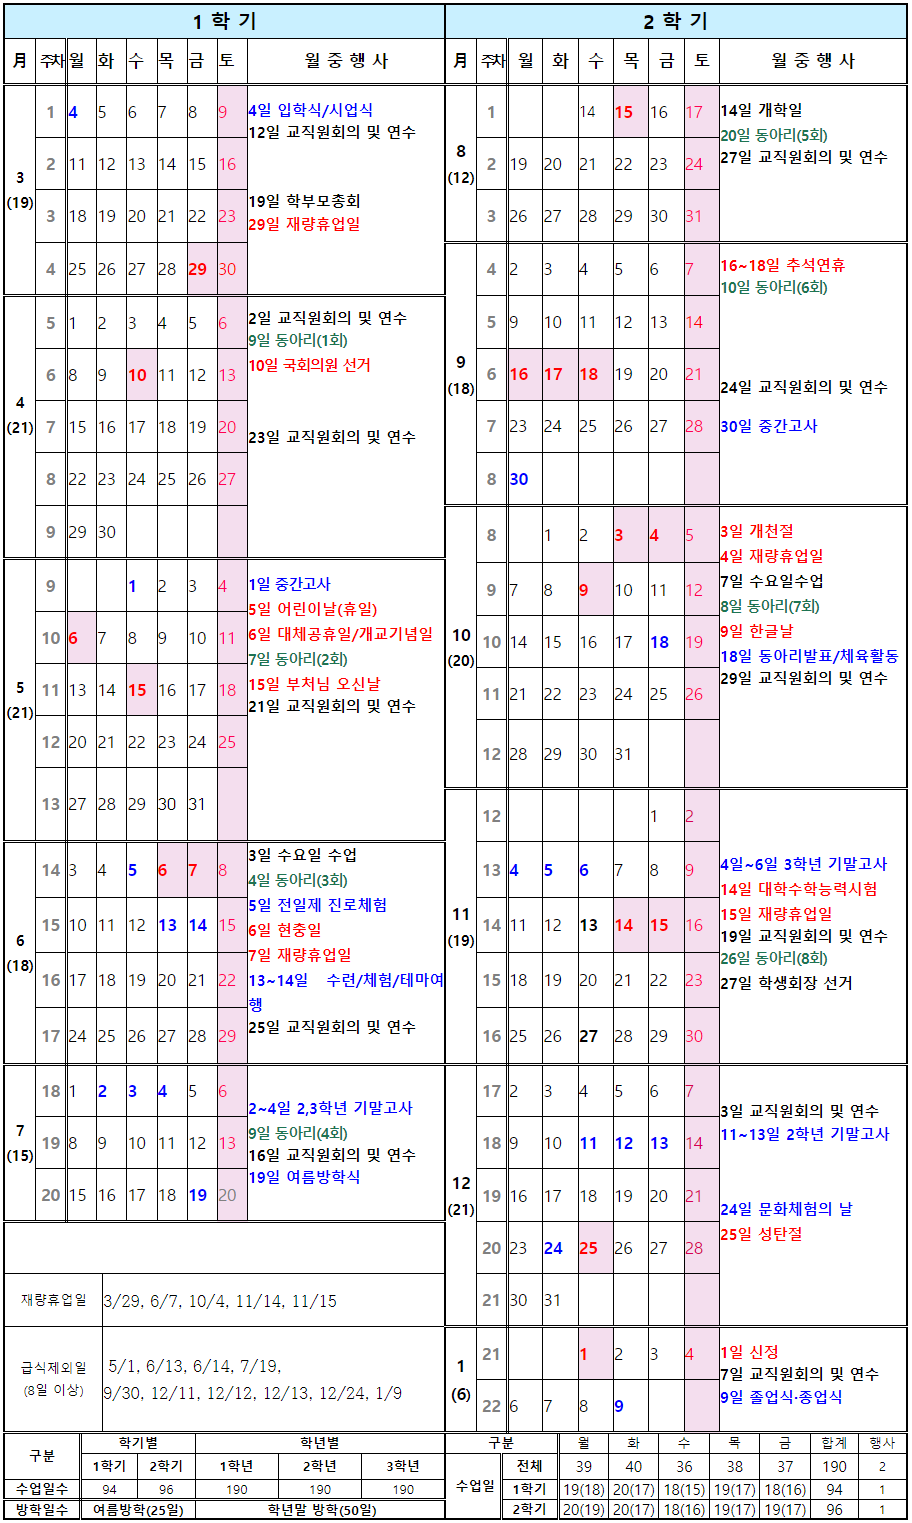 1 학 기
月 주차 월 화 수 목 금 토 월 중 행 사
3
(19)
1 4 5 6 7 8 9
2 11 12 13 14 15 16
3 18 19 20 21 22 23
4 25 26 27 28 29 30
4일 입학식/시업식
12일 교직원회의 및 연수
19일 학부모총회
29일 재량휴업일
4
(21)
5 1 2 3 4 5 6
6 8 9 10 11 12 13
7 15 16 17 18 19 20
8 22 23 24 25 26 27
9 29 30
2일 교직원회의 및 연수
9일 동아리(1회)
10일 국회의원 선거
23일 교직원회의 및 연수
5
(21)
9 1 2 3 4
10 6 7 8 9 10 11
11 13 14 15 16 17 18
12 20 21 22 23 24 25
13 27 28 29 30 31
1일 중간고사
5일 어린이날(휴일)
6일 대체공휴일/개교기념일
7일 동아리(2회)
15일 부처님 오신날
21일 교직원회의 및 연수
6
(18)
14 3 4 5 6 7 8
15 10 11 12 13 14 15
16 17 18 19 20 21 22
17 24 25 26 27 28 29
3일 수요일 수업
4일 동아리(3회)
5일 전일제 진로체험
6일 현충일
7일 재량휴업일
13~14일 수련/체험/테마여
행
25일 교직원회의 및 연수
7
(15)
18 1 2 3 4 5 6
19 8 9 10 11 12 13
20 15 16 17 18 19 20
2~4일 2,3학년 기말고사
9일 동아리(4회)
16일 교직원회의 및 연수
19일 여름방학식
재량휴업일 3/29, 6/7, 10/4, 11/14, 11/15
급식제외일
(8일 이상)
5/1, 6/13, 6/14, 7/19,
9/30, 12/11, 12/12, 12/13, 12/24, 1/9
2 학 기
月 주차 월 화 수 목 금 토 월 중 행 사
8
(12)
1 14 15 16 17
2 19 20 21 22 23 24
3 26 27 28 29 30 31
14일 개학일
20일 동아리(5회)
27일 교직원회의 및 연수
9
(18)
4 2 3 4 5 6 7
5 9 10 11 12 13 14
6 16 17 18 19 20 21
7 23 24 25 26 27 28
8 30
16~18일 추석연휴
10일 동아리(6회)
24일 교직원회의 및 연수
30일 중간고사
10
(20)
8 1 2 3 4 5
9 7 8 9 10 11 12
10 14 15 16 17 18 19
11 21 22 23 24 25 26
12 28 29 30 31
3일 개천절
4일 재량휴업일
7일 수요일수업
8일 동아리(7회)
9일 한글날
18일 동아리발표/체육활동
29일 교직원회의 및 연수
11
(19)
12 1 2
13 4 5 6 7 8 9
14 11 12 13 14 15 16
15 18 19 20 21 22 23
16 25 26 27 28 29 30
4일~6일 3학년 기말고사
14일 대학수학능력시험
15일 재량휴업일
19일 교직원회의 및 연수
26일 동아리(8회)
27일 학생회장 선거
12
(21)
17 2 3 4 5 6 7
18 9 10 11 12 13 14
19 16 17 18 19 20 21
20 23 24 25 26 27 28
21 30 31
3일 교직원회의 및 연수
11~13일 2학년 기말고사
24일 문화체험의 날
25일 성탄절
1
(6)
21 1 2 3 4
22 6 7 8 9
1일 신정
7일 교직원회의 및 연수
9일 졸업식·종업식
구분 학기별 학년별
1학기 2학기 1학년 2학년 3학년
수업일수 94 96 190 190 190
방학일수 여름방학(25일) 학년말 방학(50일)
구분 월 화 수 목 금 합계 행사
수업일 전체 39 40 36 38 37 190 2
1학기 19(18) 20(17) 18(15) 19(17) 18(16) 94 1
2학기 20(19) 20(17) 18(16) 19(17) 19(17) 96 1